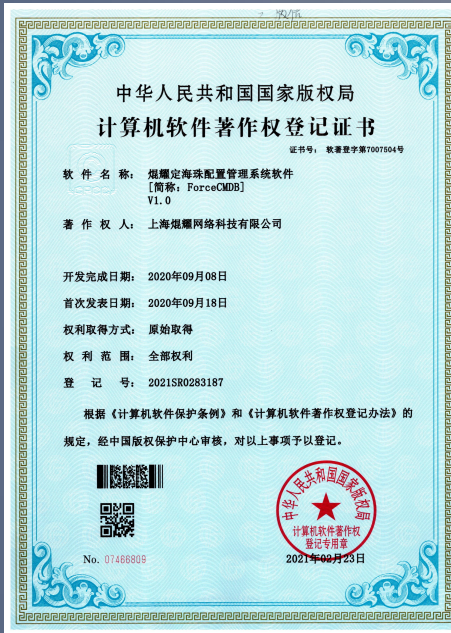 中华人民共和国国家版权局
计算机软件著作权登记证书
证书号： 软著登字第7007504号
软件名称： 焜耀定海珠配置管理系统软件
[简称：ForceCMDB]
V1.0
著作权人： 上海焜耀网络科技有限公司
开发完成日期： 2020年09月08日
首次发表日期： 2020年09月18日
权利取得方式： 原始取得
权利范围： 全部权利
登记号： 2021SR0283187
根据《计算机软件保护条例》和《计算机软件著作权登记办法》的
规定，经中国版权保护中心审核，对以上事项予以登记。
中华人民共和国国家版权局
计算机软件著作权
登记专用章
No. 07466809
2021年02月23日